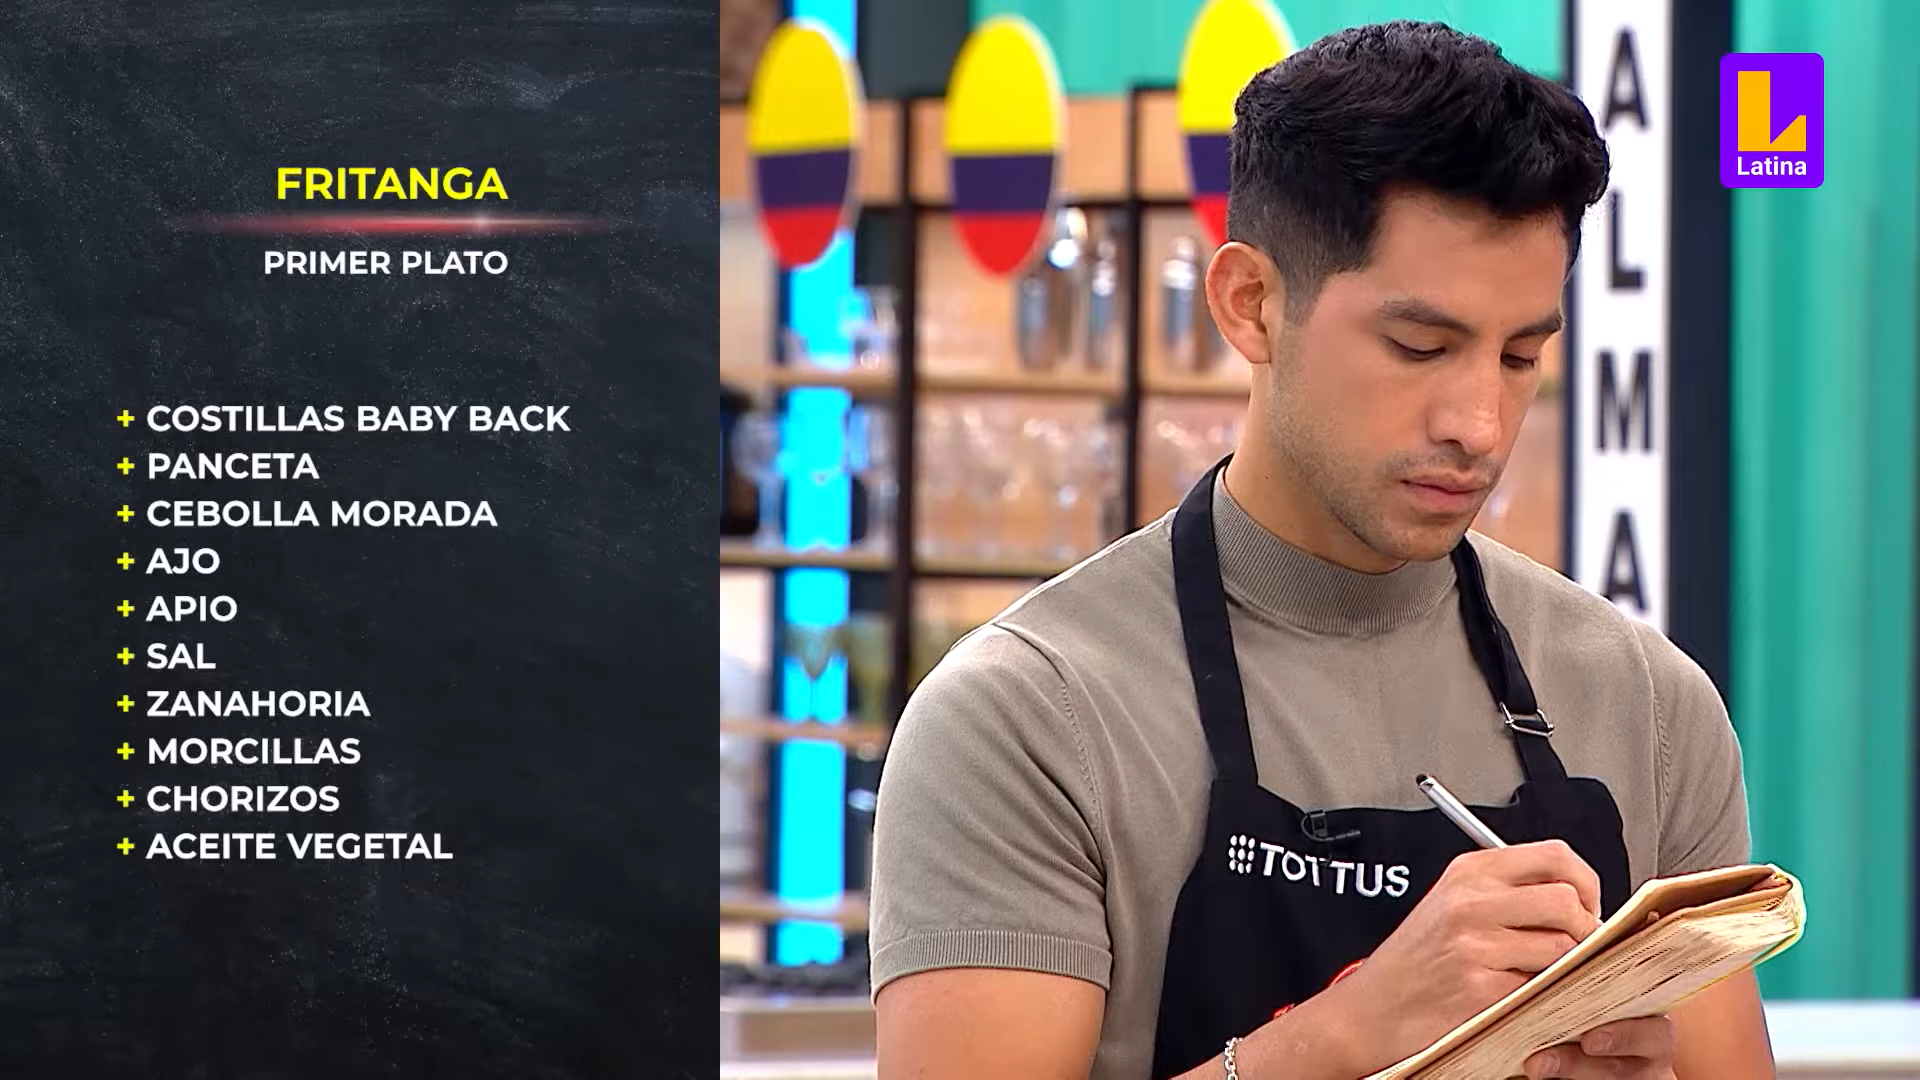 FRITANGA
PRIMER PLATO
+ COSTILLAS BABY BACK
+ PANCETA
+ CEBOLLA MORADA
+ AJO
+ APIO
+ SAL
+ ZANAHORIA
+ MORCILLAS
+ CHORIZOS
+ ACEITE VEGETAL
ALMA
Latina
TOTTUS